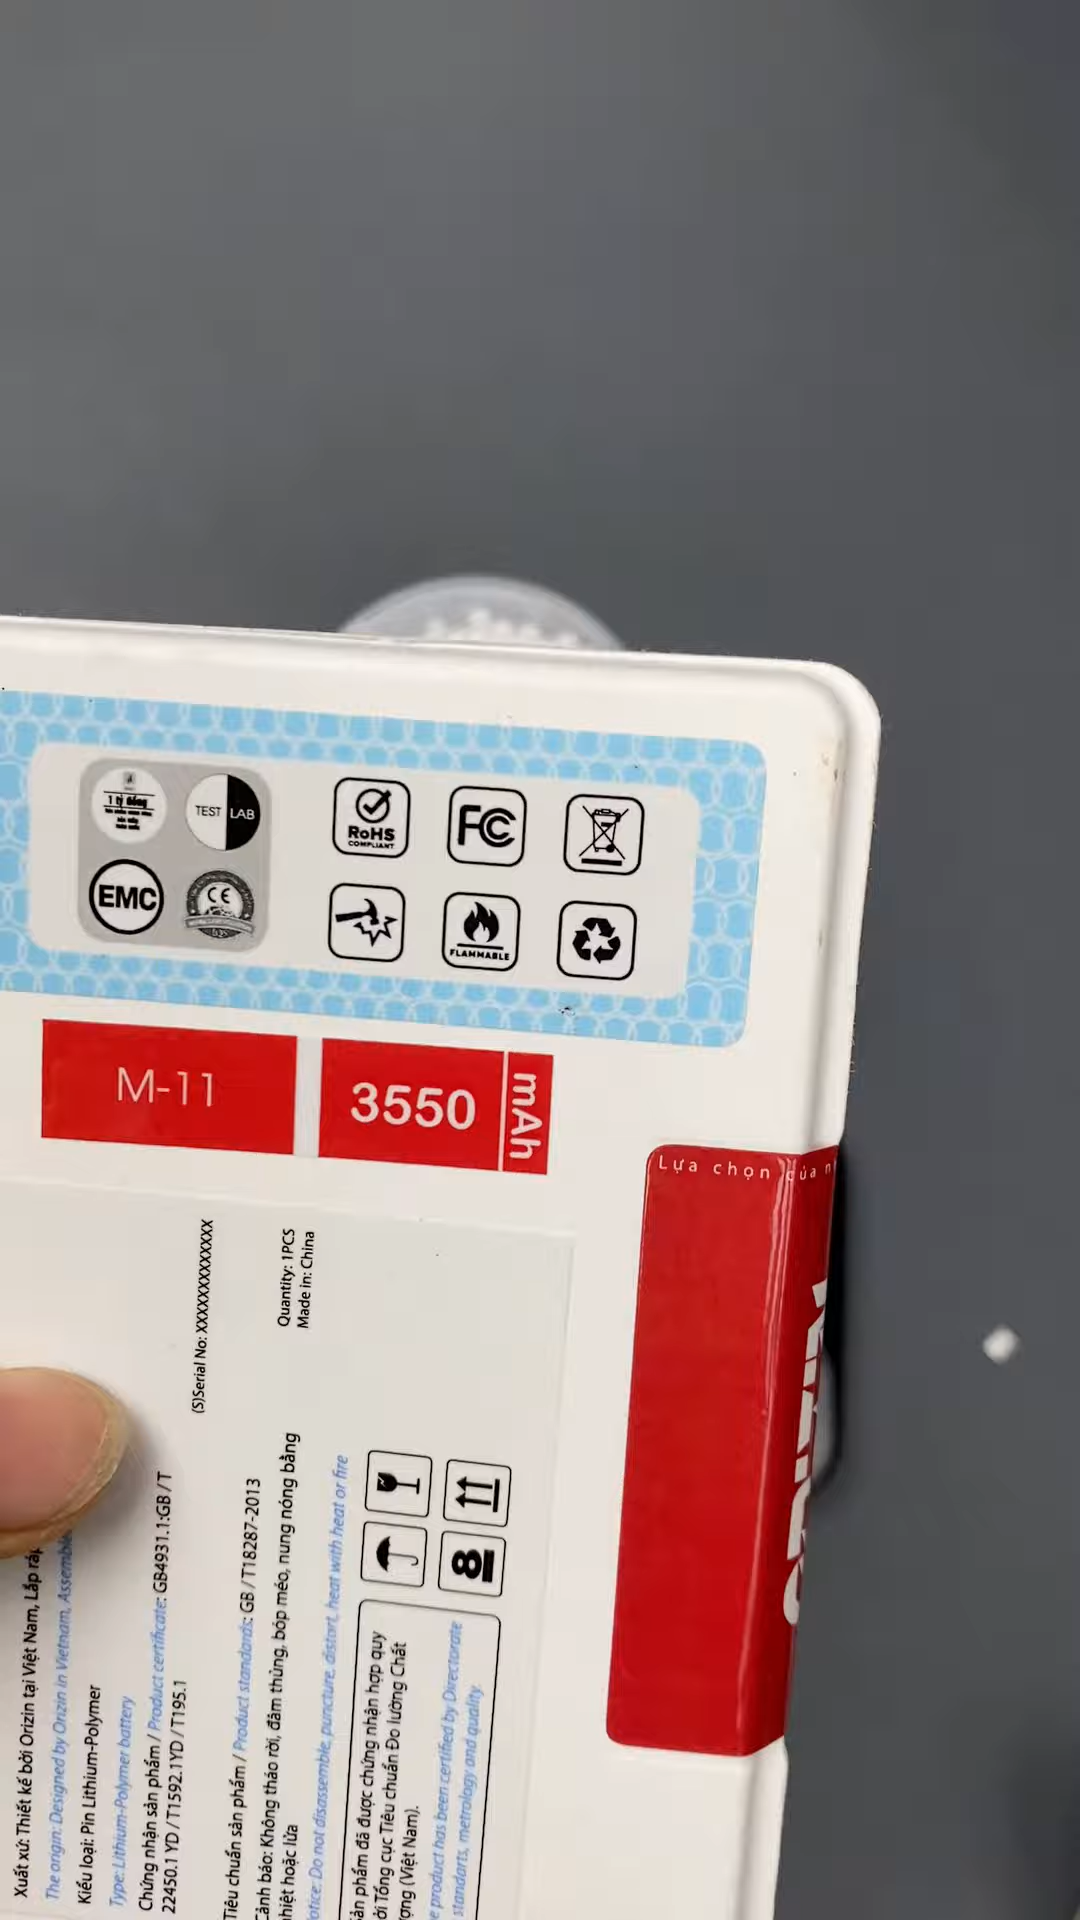 1 tỷ đồng
TEST LAB
EMC
CE
RoHS
COMPLIANT
FC
FLAMMABLE
M-11
3550
mAh
Lựa chọn của n
(S)Serial No: XXXXXXXXXXXXXX
Quantity: 1PCS
Made in: China
Xuất xứ: Thiết kế bởi Orizin tại Việt Nam, Lắp ráp
The origin: Designed by Orizin in Vietnam, Assemble
Kiểu loại: Pin Lithium-Polymer
Type: Lithium-Polymer battery
Chứng nhận sản phẩm / Product certificate: GB4931.1:GB / T
22450.1 YD / T1592.1YD / T195.1
Tiêu chuẩn sản phẩm / Product standards: GB / T18287-2013
Cảnh báo: Không tháo rời, đâm thủng, bóp méo, nung nóng bằng
nhiệt hoặc lửa
otice: Do not disassemble, puncture, distort, heat with heat or fire
8
ản phẩm đã được chứng nhận hợp quy
ởi Tổng cục Tiêu chuẩn Đo lường Chất
ợng (Việt Nam).
e product has been certified by Directorate
standarts, metrology and quality.